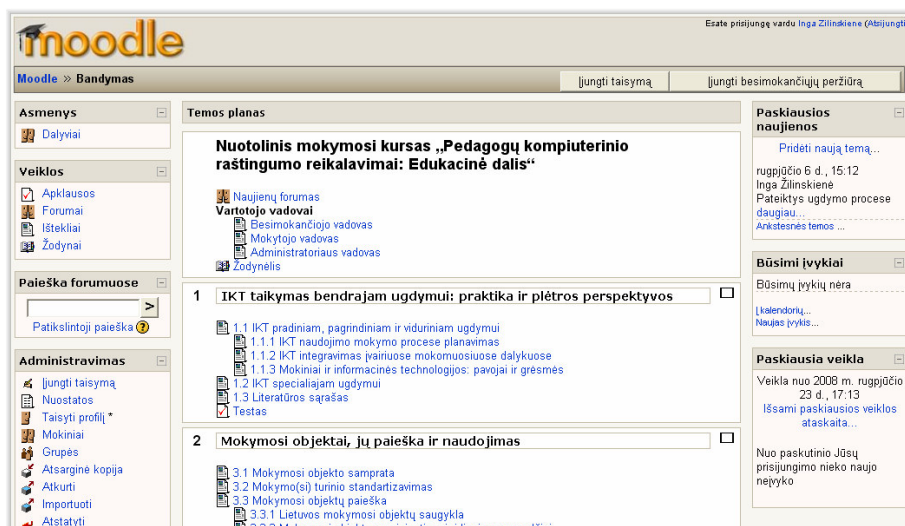 moodle
Esate prisijungę vardu Inga Zilinskiene (Atsijungti
Moodle » Bandymas
Įjungti taisymą
Įjungti besimokančiųjų peržiūrą
Asmenys
Dalyviai
Veiklos
Apklausos
Forumai
Ištekliai
Žodynai
Paieška forumuose
>
Patikslintoji paieška ?
Administravimas
Įjungti taisymą
Nuostatos
Taisyti profilį *
Mokiniai
Grupės
Atsarginė kopija
Atkurti
Importuoti
Atstatyti
Temos planas
Nuotolinis mokymosi kursas „Pedagogų kompiuterinio
raštingumo reikalavimai: Edukacinė dalis“
Naujienų forumas
Vartotojo vadovai
Besimokančiojo vadovas
Mokytojo vadovas
Administratoriaus vadovas
Žodynėlis
1 IKT taikymas bendrajam ugdymui: praktika ir plėtros perspektyvos
1.1 IKT pradiniam, pagrindiniam ir viduriniam ugdymui
1.1.1 IKT naudojimo mokymo procese planavimas
1.1.2 IKT integravimas įvairiuose mokomuosiuose dalykuose
1.1.3 Mokiniai ir informacinės technologijos: pavojai ir grėsmės
1.2 IKT specialiajam ugdymui
1.3 Literatūros sąrašas
Testas
2 Mokymosi objektai, jų paieška ir naudojimas
3.1 Mokymosi objekto samprata
3.2 Mokymo(si) turinio standartizavimas
3.3 Mokymosi objektų paieška
3.3.1 Lietuvos mokymosi objektų saugykla
Paskiausios
naujienos
Pridėti naują temą...
rugpjūčio 6 d., 15:12
Inga Žilinskienė
Pateiktys ugdymo procese
daugiau...
Ankstesnės temos ...
Būsimi įvykiai
Būsimų įvykių nėra
Į kalendorių...
Naujas įvykis...
Paskiausia veikla
Veikla nuo 2008 m. rugpjūčio
23 d., 17:13
Išsami paskiausios veiklos
ataskaita...
Nuo paskutinio Jūsų
prisijungimo nieko naujo
neįvyko